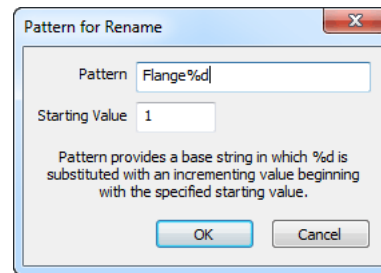 Pattern for Rename
Pattern Flange%d
Starting Value 1
Pattern provides a base string in which %d is
substituted with an incrementing value beginning
with the specified starting value.
OK Cancel